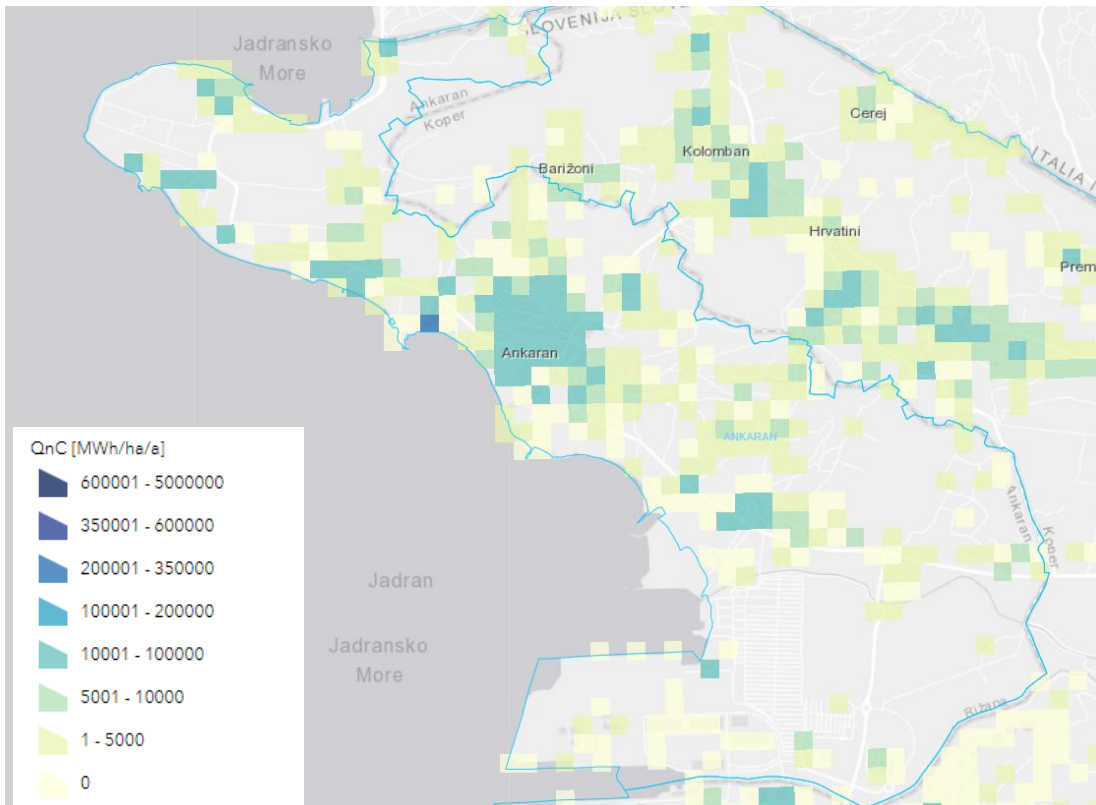 SLOVENIJA SLOVE
Jadransko
More
Ankaran
Koper
Cerej
Kolomban
Barižoni
ITALIA I
Hrvatini
Prem
Ankaran
ANKARAN
QnC [MWh/ha/a]
600001 - 5000000
350001 - 600000
200001 - 350000
100001 - 200000
10001 - 100000
5001 - 10000
1 - 5000
0
Ankaran
Koper
Jadran
Jadransko
More
Rižana